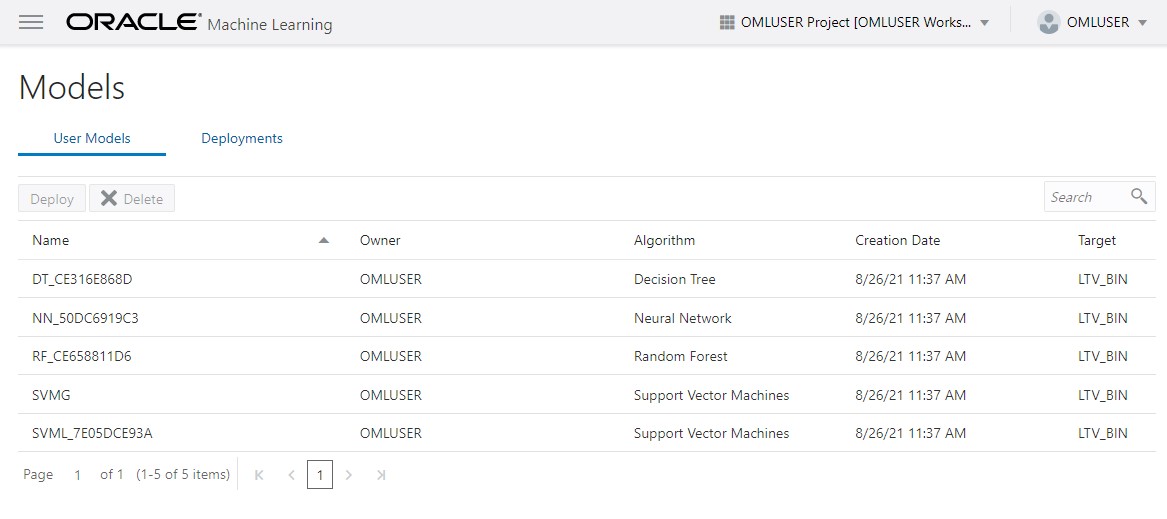 ORACLE® Machine Learning OMLUSER Project [OMLUSER Works... OMLUSER
Models
User Models Deployments
Deploy Delete Search
Name Owner Algorithm Creation Date Target
DT_CE316E868D OMLUSER Decision Tree 8/26/21 11:37 AM LTV_BIN
NN_50DC6919C3 OMLUSER Neural Network 8/26/21 11:37 AM LTV_BIN
RF_CE658811D6 OMLUSER Random Forest 8/26/21 11:37 AM LTV_BIN
SVMG OMLUSER Support Vector Machines 8/26/21 11:37 AM LTV_BIN
SVML_7E05DCE93A OMLUSER Support Vector Machines 8/26/21 11:37 AM LTV_BIN
Page 1 of 1 (1-5 of 5 items) 1